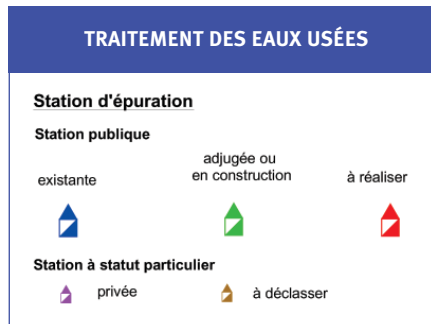 TRAITEMENT DES EAUX USÉES
Station d'épuration
Station publique
existante
adjugée ou
en construction
à réaliser
Station à statut particulier
privée
à déclasser